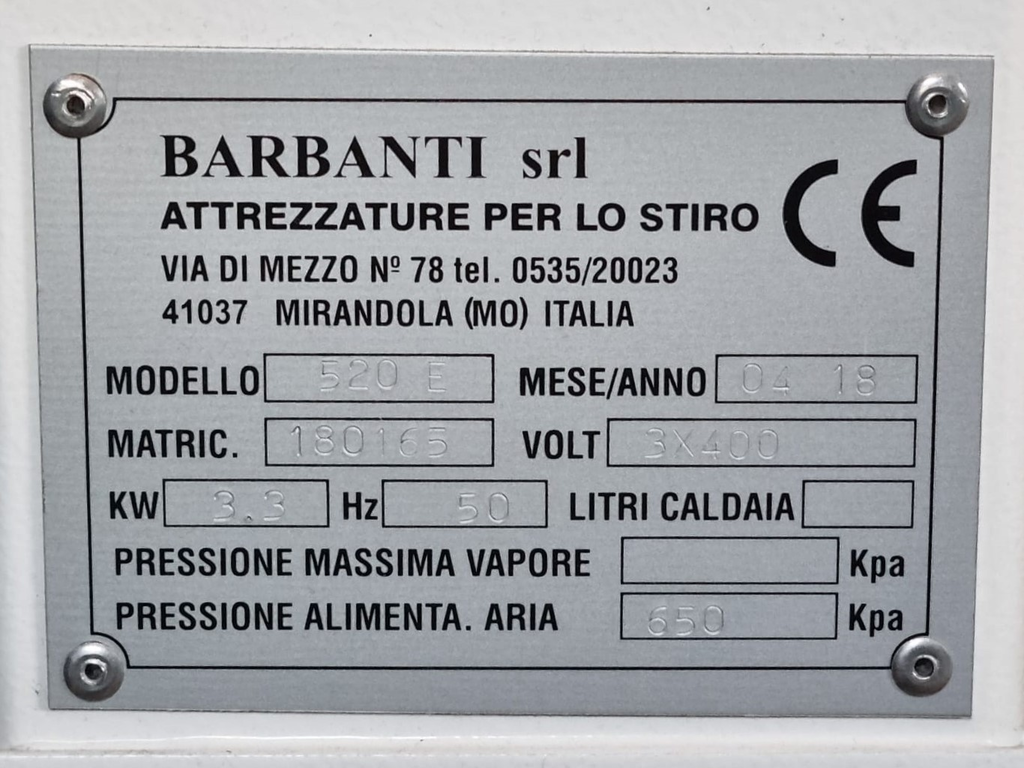 BARBANTI srl
ATTREZZATURE PER LO STIRO
CE
VIA DI MEZZO Nº 78 tel. 0535/20023
41037 MIRANDOLA (MO) ITALIA
MODELLO 520 E MESE/ANNO 04 18
MATRIC. 180165 VOLT 3X400
KW 3.3 Hz 50 LITRI CALDAIA
PRESSIONE MASSIMA VAPORE Kpa
PRESSIONE ALIMENTA. ARIA 650 Kpa